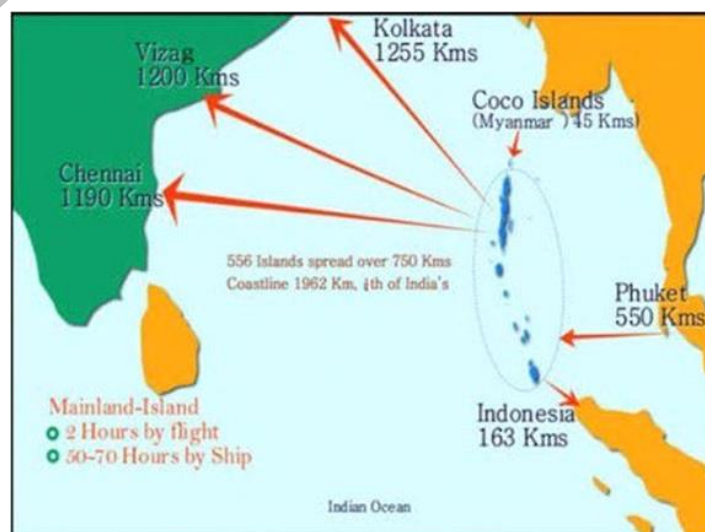 Kolkata
1255 Kms
Vizag
1200 Kms
Coco Islands
(Myanmar ) 45 Kms)
Chennai
1190 Kms
556 Islands spread over 750 Kms
Coastline 1962 Km, ¼th of India's
Phuket
550 Kms
Mainland-Island
2 Hours by flight
50-70 Hours by Ship
Indonesia
163 Kms
Indian Ocean